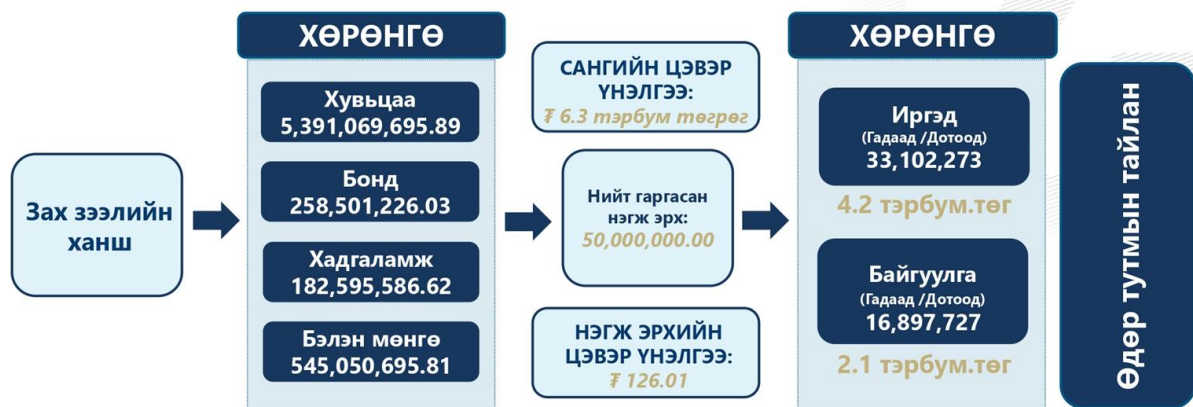 Зах зээлийн
ханш
ХӨРӨНГӨ
Хувьцаа
5,391,069,695.89
Бонд
258,501,226.03
Хадгаламж
182,595,586.62
Бэлэн мөнгө
545,050,695.81
САНГИЙН ЦЭВЭР
ҮНЭЛГЭЭ:
₮ 6.3 тэрбум төгрөг
Нийт гаргасан
нэгж эрх:
50,000,000.00
НЭГЖ ЭРХИЙН
ЦЭВЭР ҮНЭЛГЭЭ:
₮ 126.01
ХӨРӨНГӨ
Иргэд
(Гадаад /Дотоод)
33,102,273
4.2 тэрбум.төг
Байгуулга
(Гадаад /Дотоод)
16,897,727
2.1 тэрбум.төг
Өдөр тутмын тайлан